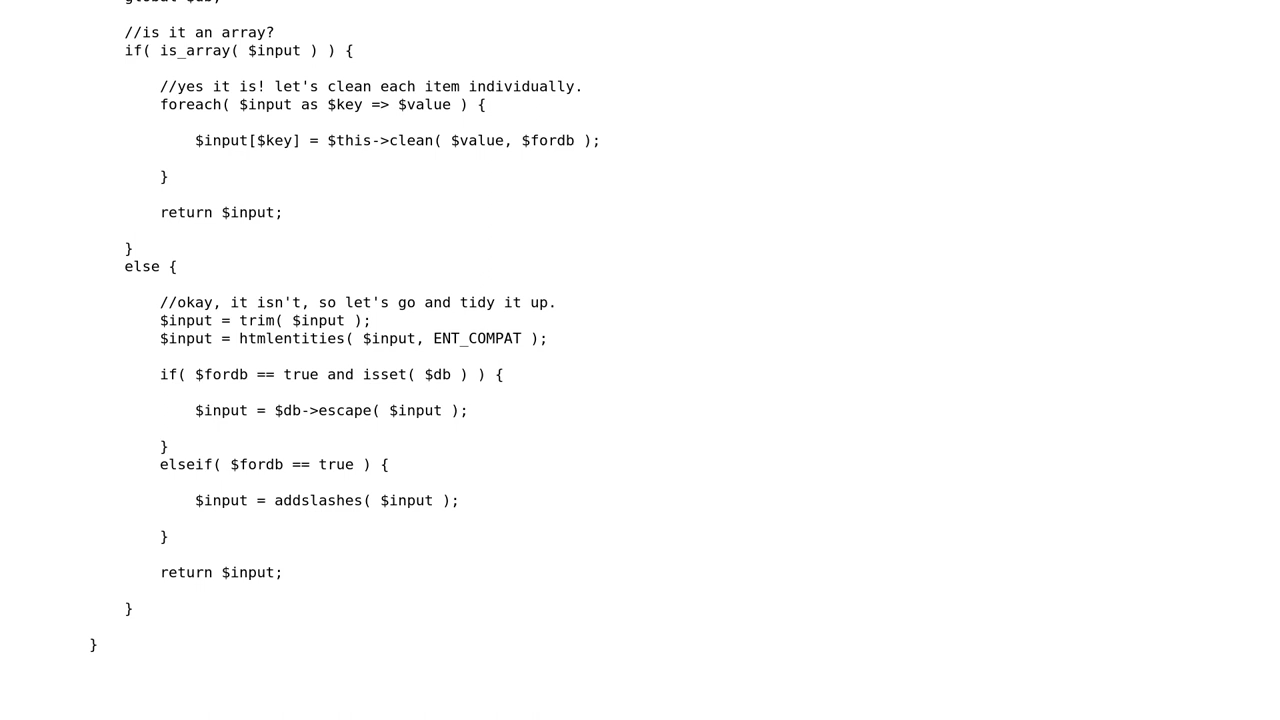 global $db;
//is it an array?
if( is_array( $input ) ) {
//yes it is! let's clean each item individually.
foreach( $input as $key => $value ) {
$input[$key] = $this->clean( $value, $fordb );
}
return $input;
}
else {
//okay, it isn't, so let's go and tidy it up.
$input = trim( $input );
$input = htmlentities( $input, ENT_COMPAT );
if( $fordb == true and isset( $db ) ) {
$input = $db->escape( $input );
}
elseif( $fordb == true ) {
$input = addslashes( $input );
}
return $input;
}
}